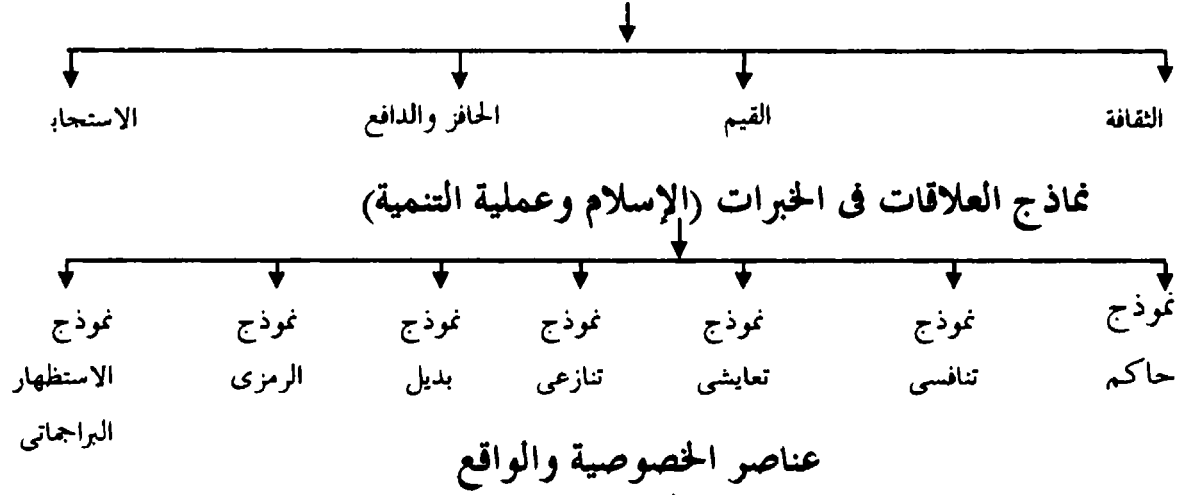 الثقافة القيم الحافز والدافع الاستجابـ
نماذج العلاقات فى الخبرات (الإسلام وعملية التنمية)
نموذج نموذج نموذج نموذج نموذج نموذج نموذج
حاكم تنافسى تعايشى تنازعى بديل الرمزى الاستظهار
البراجماتى
عناصر الخصوصية والواقع